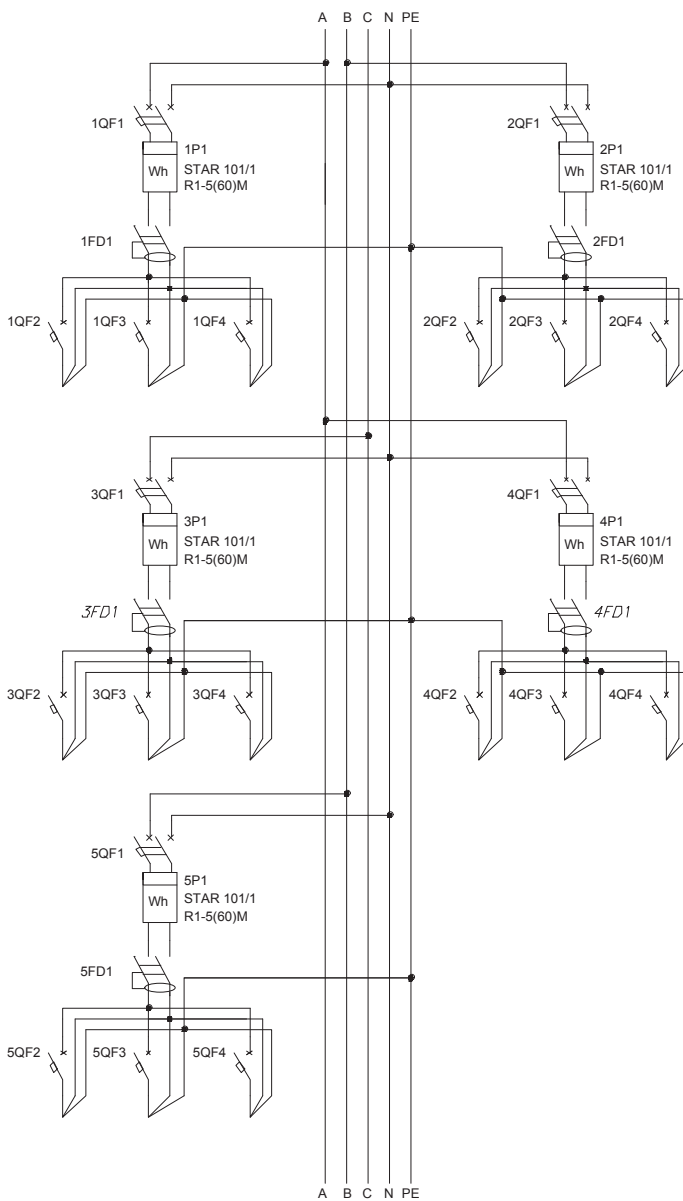 A B C N PE
1QF1
1P1
Wh
STAR 101/1
R1-5(60)M
1FD1
1QF2
1QF3
1QF4
2QF1
2P1
Wh
STAR 101/1
R1-5(60)M
2FD1
2QF2
2QF3
2QF4
3QF1
3P1
Wh
STAR 101/1
R1-5(60)M
3FD1
3QF2
3QF3
3QF4
4QF1
4P1
Wh
STAR 101/1
R1-5(60)M
4FD1
4QF2
4QF3
4QF4
5QF1
5P1
Wh
STAR 101/1
R1-5(60)M
5FD1
5QF2
5QF3
5QF4
A B C N PE